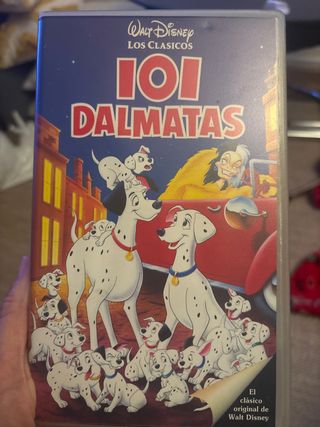 Walt Disney
LOS CLASICOS
101
DALMATAS
El
clásico
original de
Walt Disney